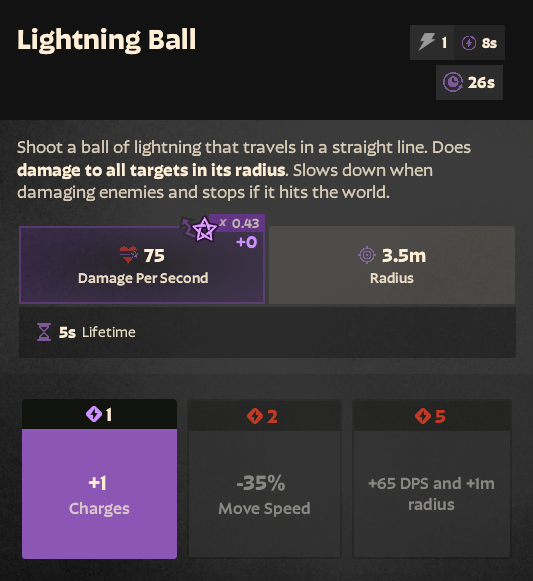 Lightning Ball
1 8s
26s
Shoot a ball of lightning that travels in a straight line. Does
damage to all targets in its radius. Slows down when
damaging enemies and stops if it hits the world.
x 0.43
+0
75
Damage Per Second
3.5m
Radius
5s Lifetime
1
+1
Charges
2
-35%
Move Speed
5
+65 DPS and +1m
radius